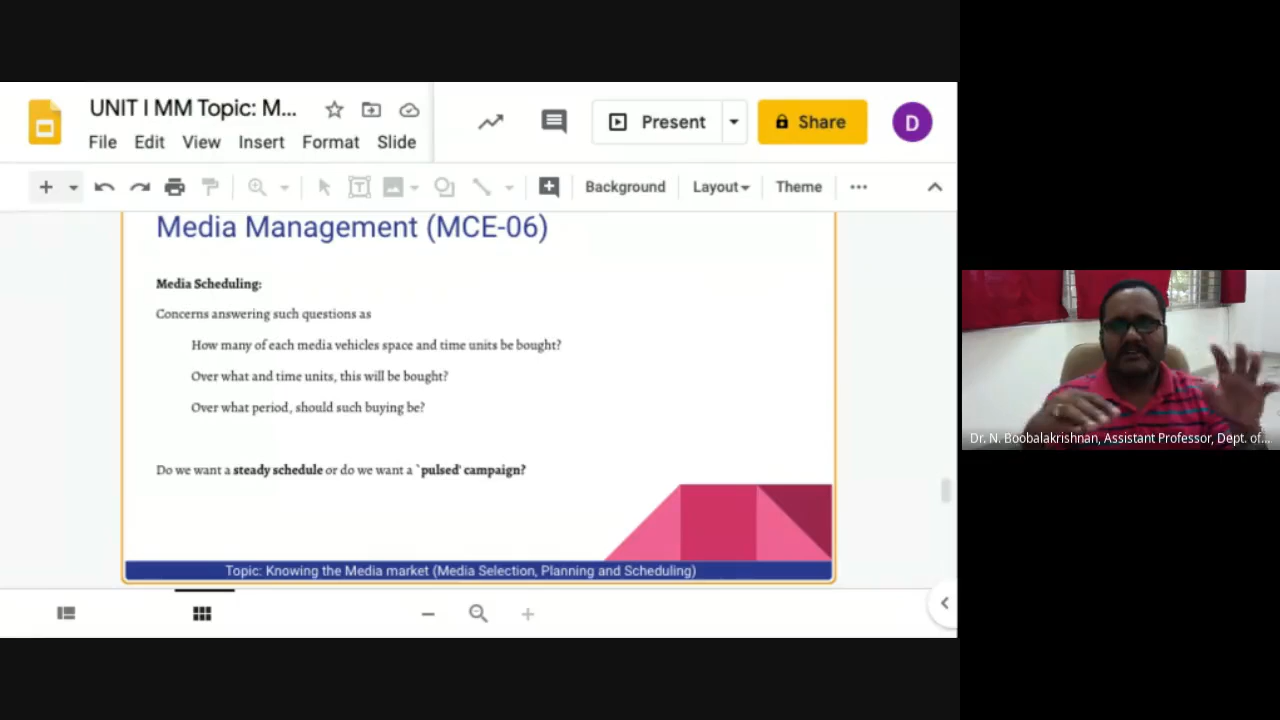 UNIT I MM Topic: M...
File Edit View Insert Format Slide
Present
Share
D
Background Layout Theme
Media Management (MCE-06)
Media Scheduling:
Concerns answering such questions as
How many of each media vehicles space and time units be bought?
Over what and time units, this will be bought?
Over what period, should such buying be?
Do we want a steady schedule or do we want a `pulsed' campaign?
Topic: Knowing the Media market (Media Selection, Planning and Scheduling)
Dr. N. Boobalakrishnan, Assistant Professor, Dept. of...